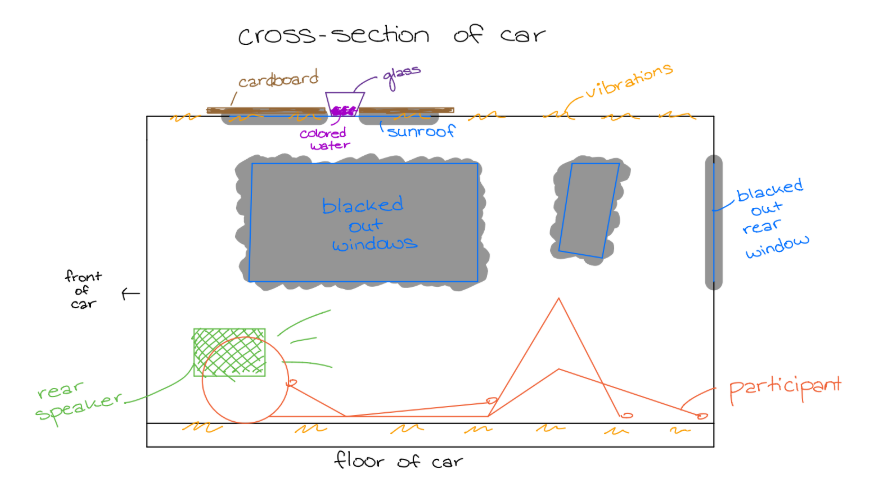 cross-section of car
cardboard
glass
vibrations
colored
water
sunroof
blacked
out
windows
blacked
out
rear
window
front
of
car
rear
speaker
participant
floor of car